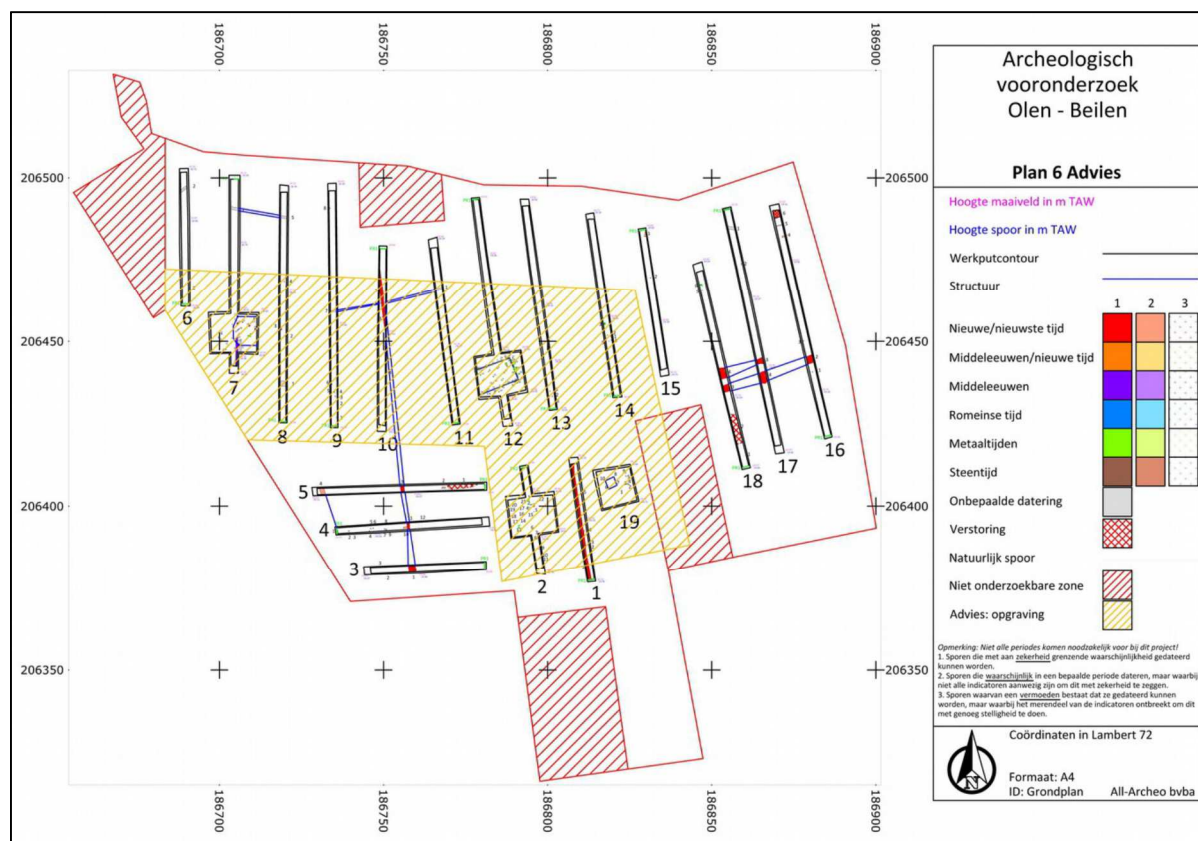 186700
186750
186800
186850
186900
206500
206450
206400
206350
6
7
8
9
10
11
12
13
14
15
16
17
18
19
5
4
3
2
1
186700
186750
186800
186850
186900
Archeologisch
vooronderzoek
Olen - Beilen
Plan 6 Advies
Hoogte maaiveld in m TAW
Hoogte spoor in m TAW
Werkputcontour
Structuur
1 2 3
Nieuwe/nieuwste tijd
Middeleeuwen/nieuwe tijd
Middeleeuwen
Romeinse tijd
Metaaltijden
Steentijd
Onbepaalde datering
Verstoring
Natuurlijk spoor
Niet onderzoekbare zone
Advies: opgraving
Opmerking: Niet alle periodes komen noodzakelijk voor bij dit project!
1. Sporen die met aan zekerheid grenzende waarschijnlijkheid gedateerd
kunnen worden.
2. Sporen die waarschijnlijk in een bepaalde periode dateren, maar waarbij
niet alle indicatoren aanwezig zijn om dit met zekerheid te zeggen.
3. Sporen waarvan een vermoeden bestaat dat ze gedateerd kunnen
worden, maar waarbij het merendeel van de indicatoren ontbreekt om dit
met genoeg stelligheid te doen.
N
Coördinaten in Lambert 72
Formaat: A4
ID: Grondplan All-Archeo bvba